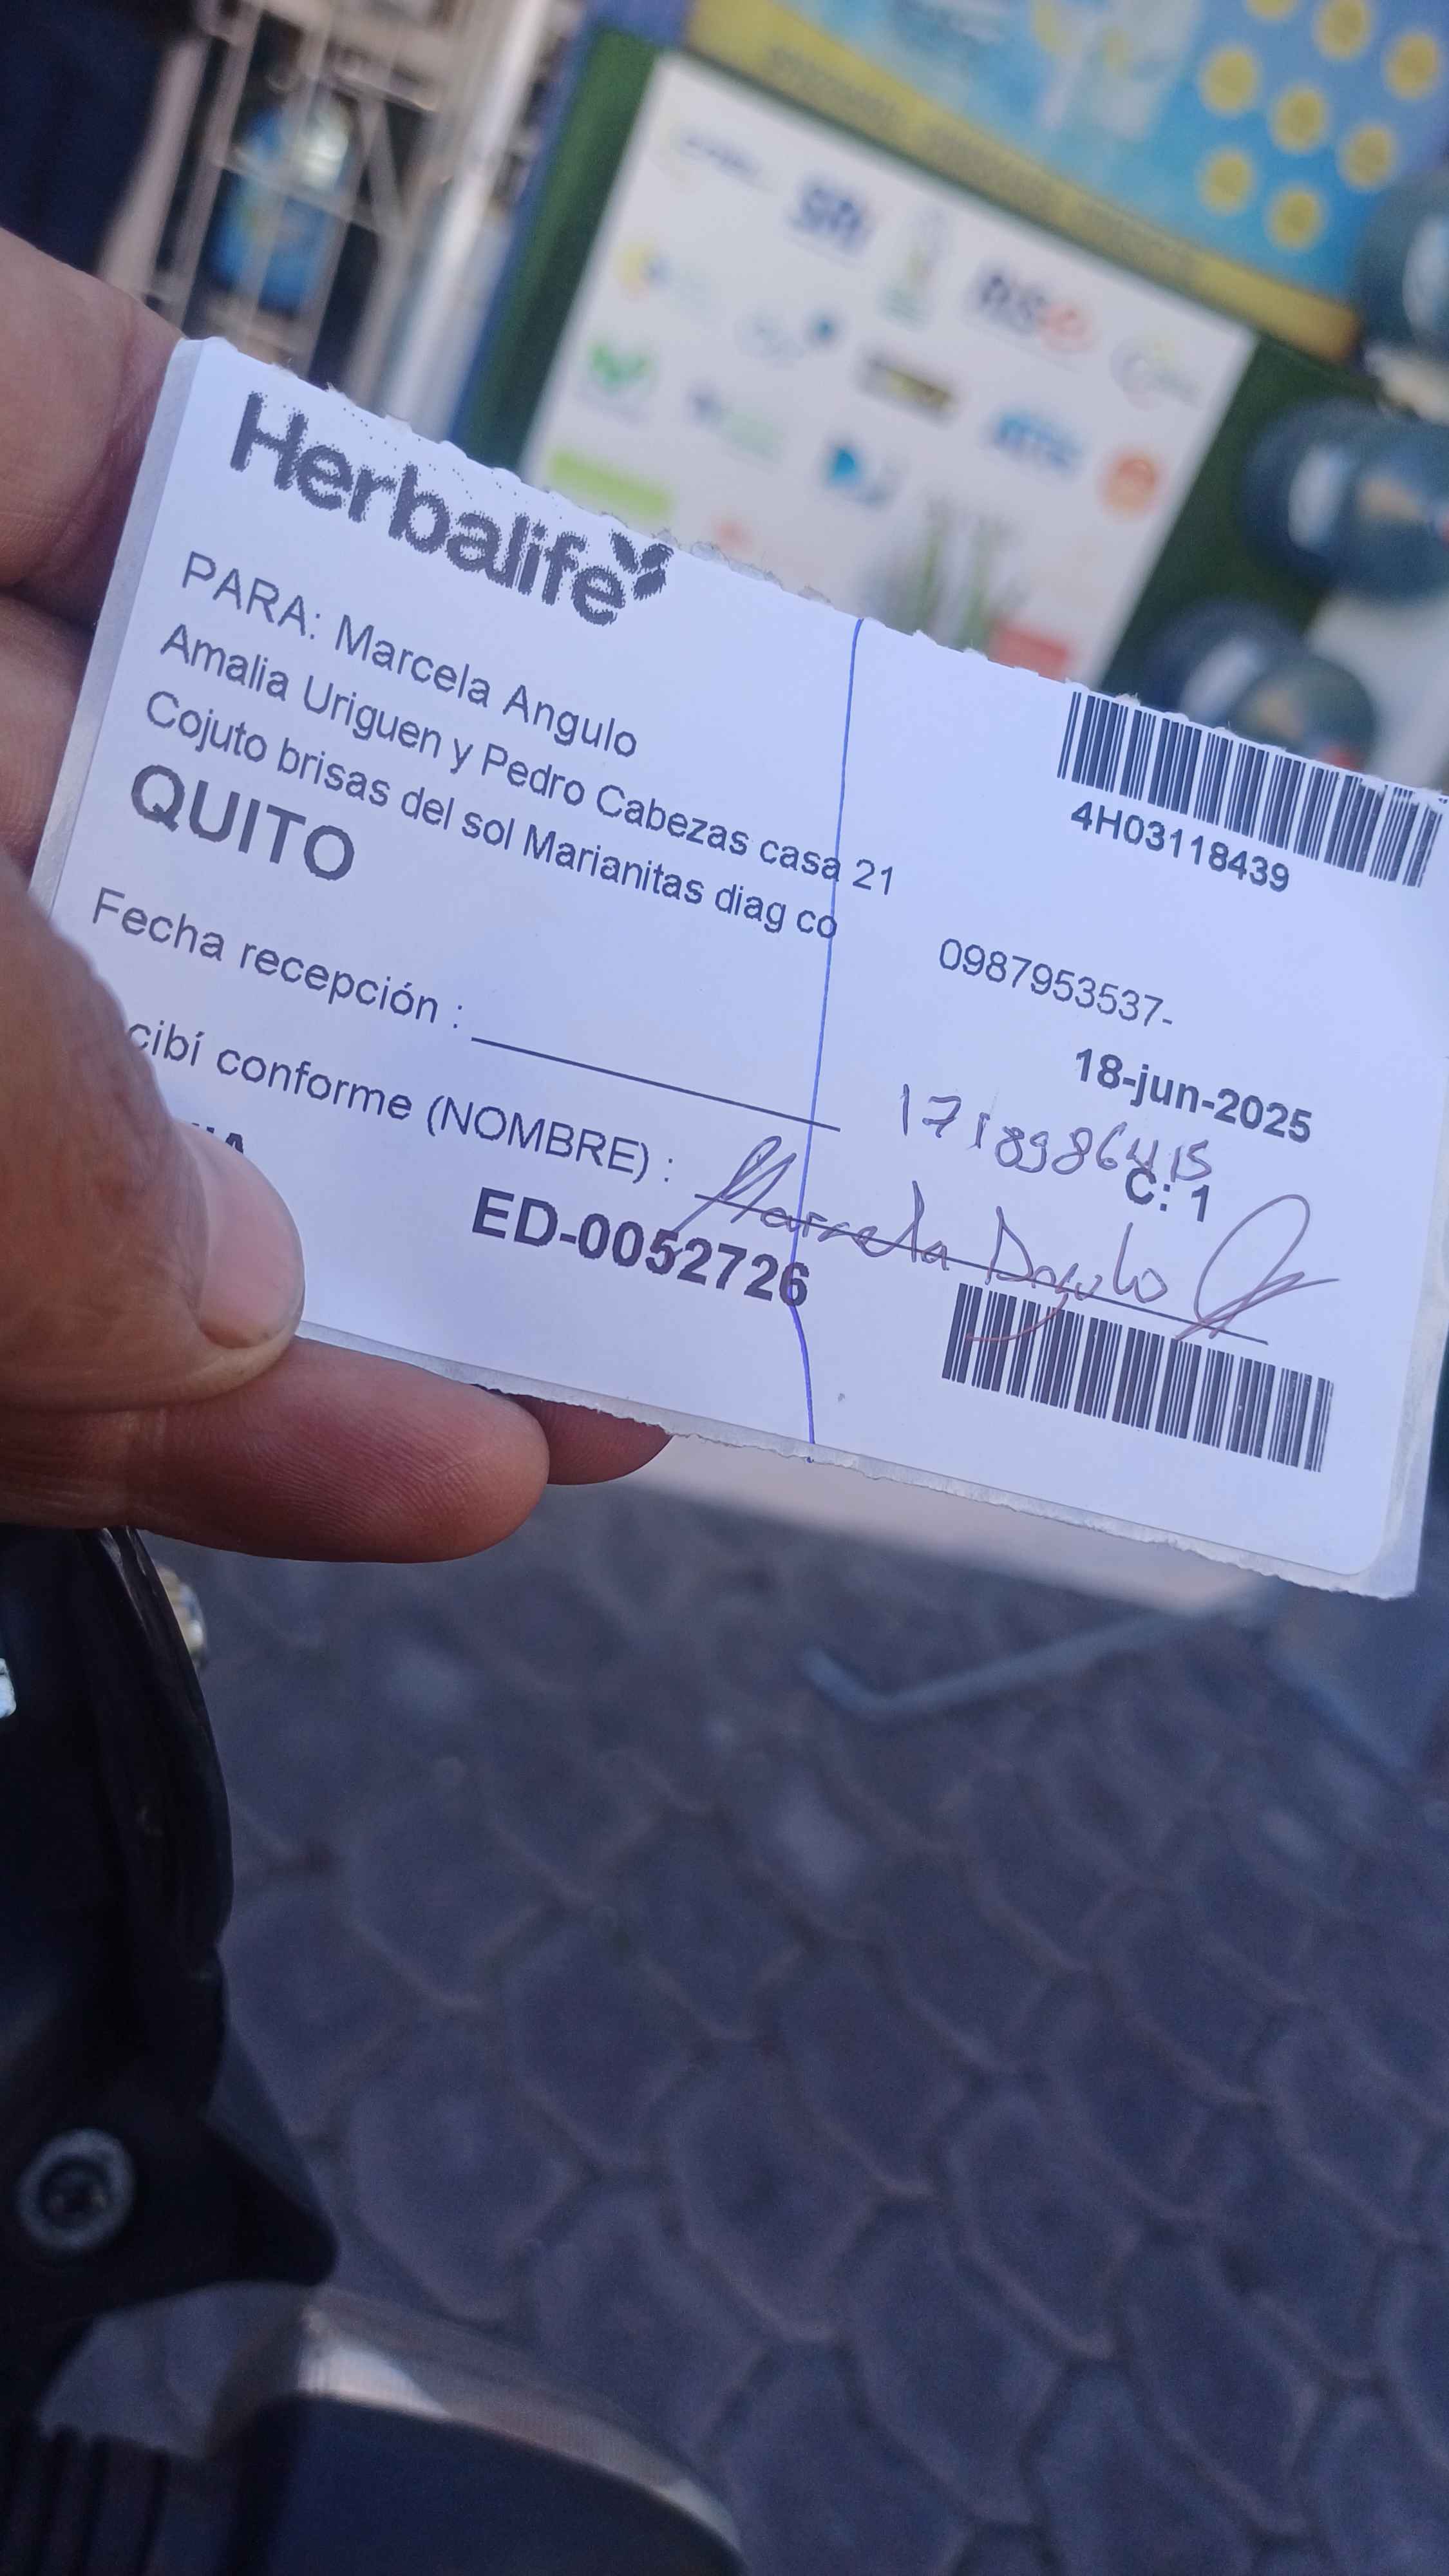 Herbalife
PARA: Marcela Angulo
Amalia Uriguen y Pedro Cabezas casa 21
Cojuto brisas del sol Marianitas diag co
QUITO
4H03118439
0987953537-
18-jun-2025
Fecha recepción :
1718986415
C: 1
cibí conforme (NOMBRE) : Marcela Angulo
ED-0052726
SRi